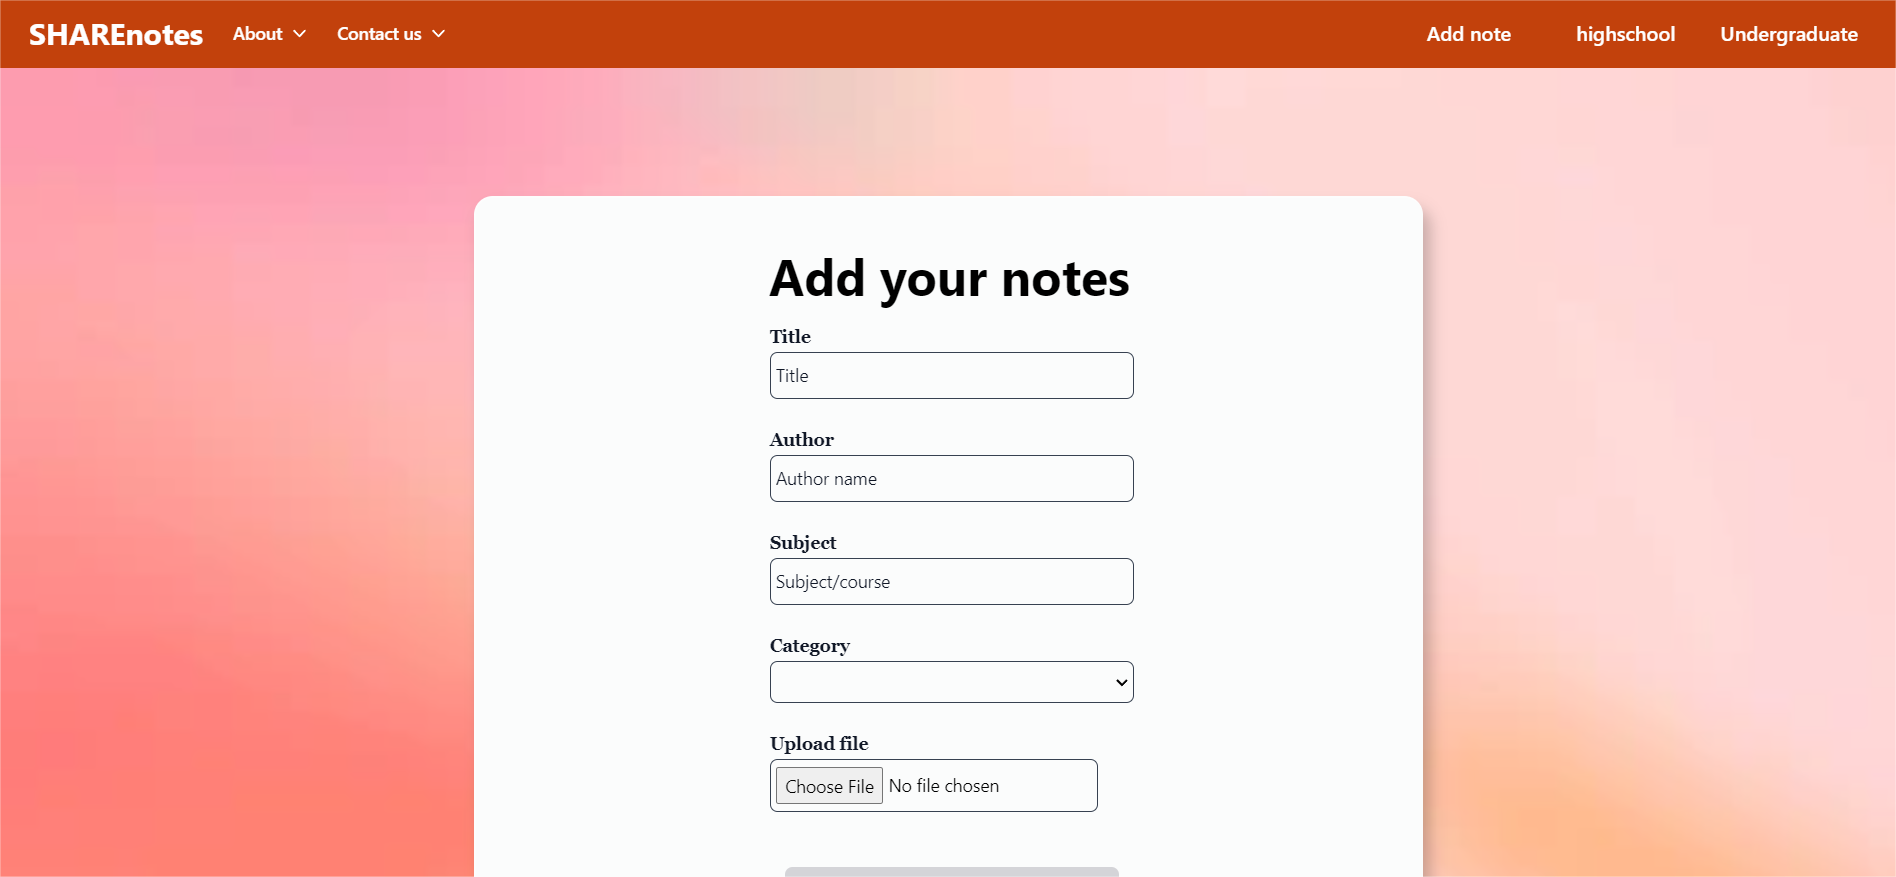 SHAREnotes About Contact us Add note highschool Undergraduate
Add your notes
Title
Title
Author
Author name
Subject
Subject/course
Category
Upload file
Choose File No file chosen